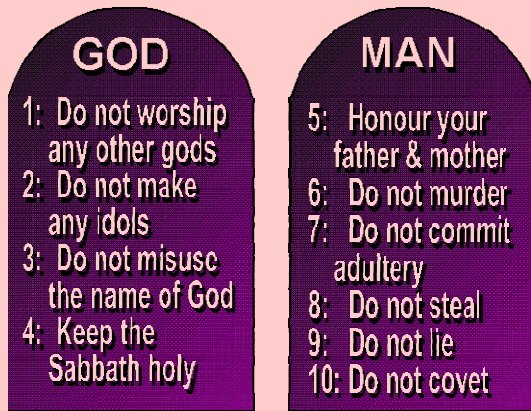 GOD
1: Do not worship
any other gods
2: Do not make
any idols
3: Do not misuse
the name of God
4: Keep the
Sabbath holy
MAN
5: Honour your
father & mother
6: Do not murder
7: Do not commit
adultery
8: Do not steal
9: Do not lie
10: Do not covet